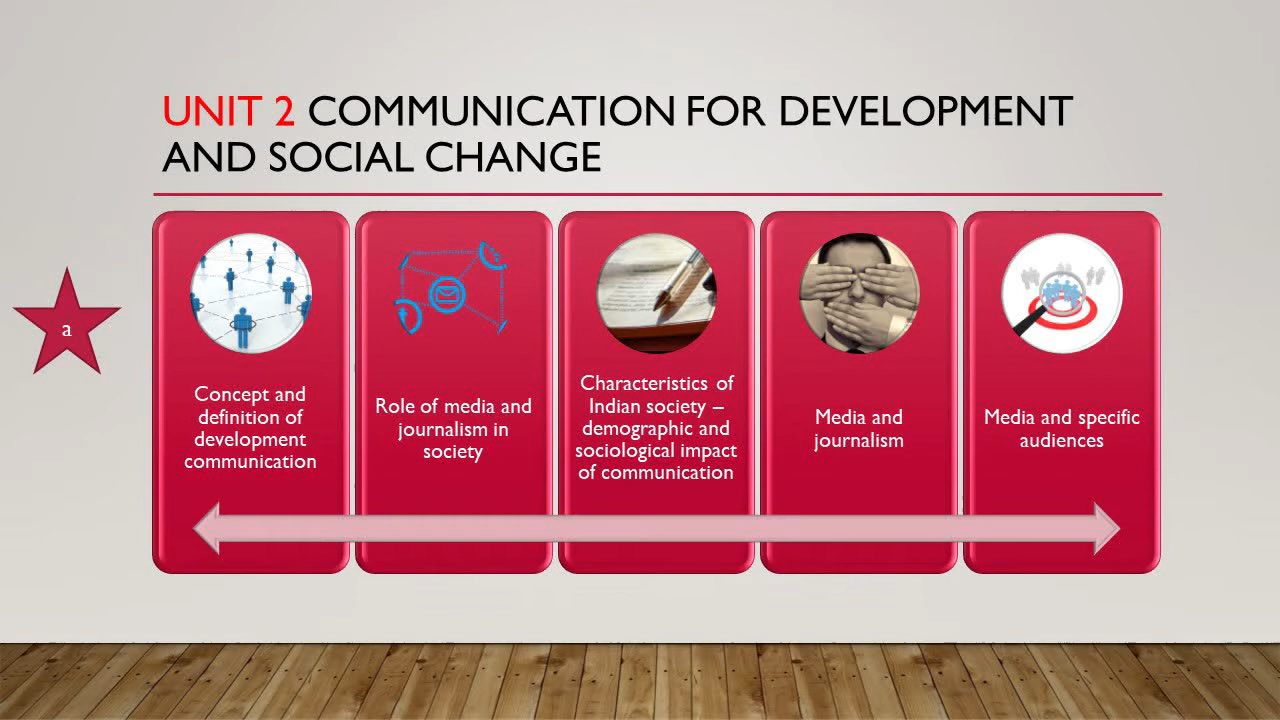 UNIT 2 COMMUNICATION FOR DEVELOPMENT
AND SOCIAL CHANGE
a
Concept and
definition of
development
communication
Role of media and
journalism in
society
Characteristics of
Indian society –
demographic and
sociological impact
of communication
Media and
journalism
Media and specific
audiences